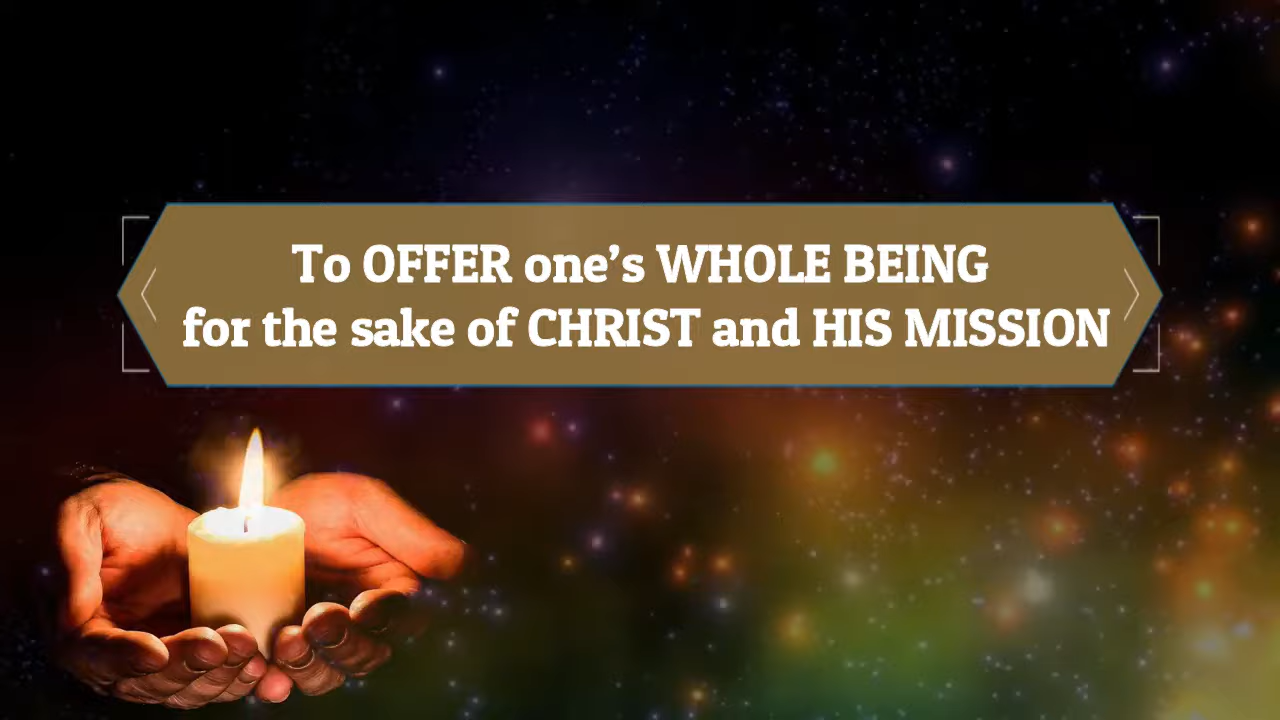 To OFFER one’s WHOLE BEING
for the sake of CHRIST and HIS MISSION